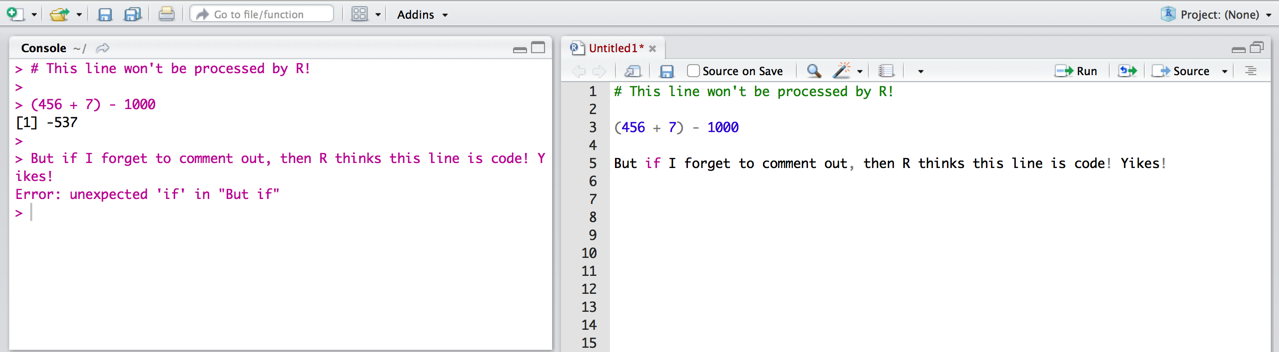 Go to file/function
Addins
Project: (None)
Console ~/
> # This line won't be processed by R!
>
> (456 + 7) - 1000
[1] -537
>
> But if I forget to comment out, then R thinks this line is code! Y
ikes!
Error: unexpected 'if' in "But if"
>
Untitled1*
Source on Save
Run
Source
1 # This line won't be processed by R!
2
3 (456 + 7) - 1000
4
5 But if I forget to comment out, then R thinks this line is code! Yikes!
6
7
8
9
10
11
12
13
14
15